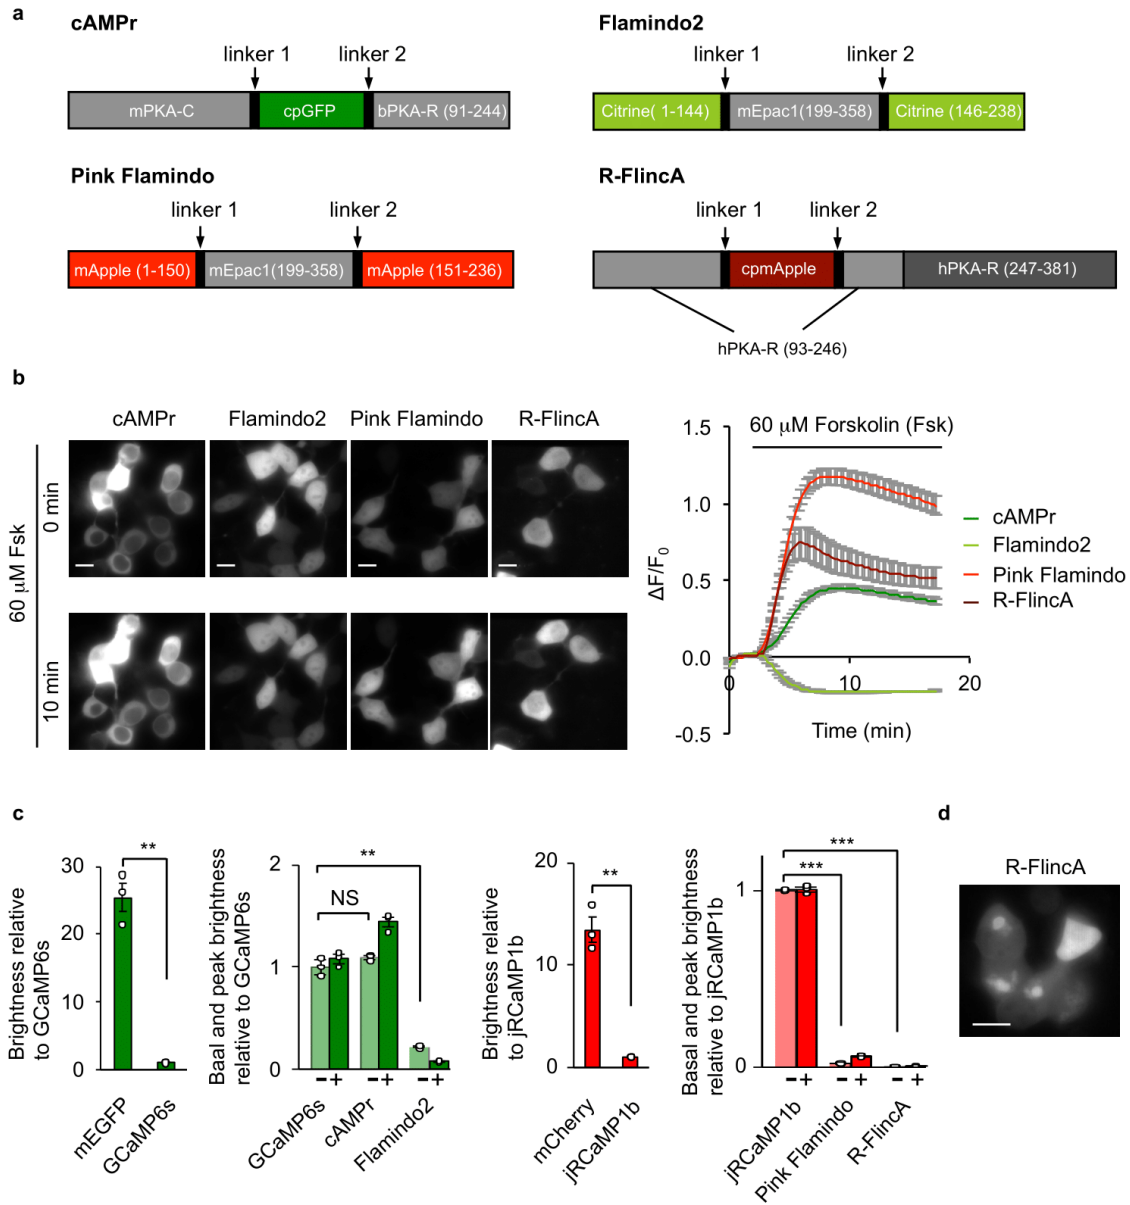 a
cAMPr
linker 1
linker 2
mPKA-C
cpGFP
bPKA-R (91-244)
Flamindo2
linker 1
linker 2
Citrine( 1-144)
mEpac1(199-358)
Citrine (146-238)
Pink Flamindo
linker 1
linker 2
mApple (1-150)
mEpac1(199-358)
mApple (151-236)
R-FlincA
linker 1
linker 2
cpmApple
hPKA-R (247-381)
hPKA-R (93-246)
b
cAMPr
Flamindo2
Pink Flamindo
R-FlincA
60 μM Fsk
0 min
10 min
60 μM Forskolin (Fsk)
ΔF/F0
1.5
1.0
0.5
0.0
-0.5
0
10
20
Time (min)
cAMPr
Flamindo2
Pink Flamindo
R-FlincA
c
Brightness relative
to GCaMP6s
30
20
10
0
**
mEGFP
GCaMP6s
Baal and peak brightness
relative to GCaMP6s
2
1
0
**
NS
- + - + - +
GCaMP6s
cAMPr
Flamindo2
Brightness relative
to jRCaMP1b
20
10
0
**
mCherry
jRCaMP1b
Basal and peak brightness
relative to jRCaMP1b
1
0
***
***
- + - + - +
jRCaMP1b
Pink Flamindo
R-FlincA
d
R-FlincA